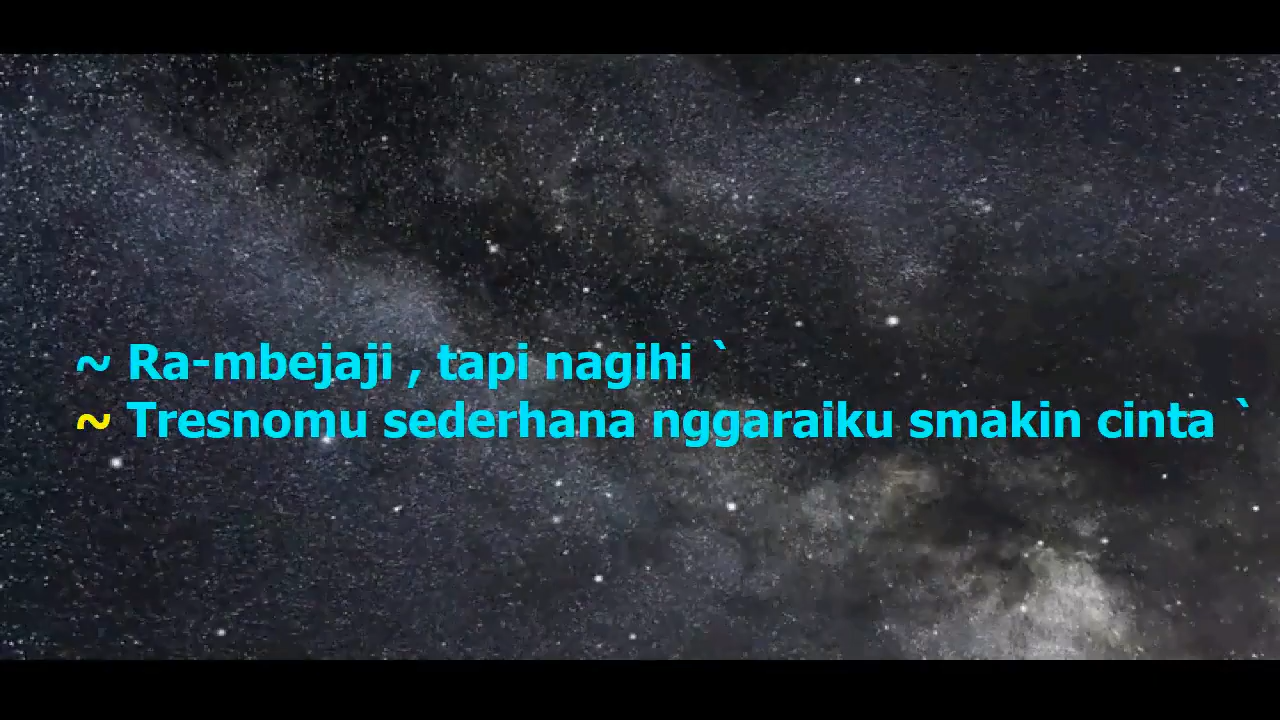 ~ Ra-mbejaji , tapi nagihi `
~ Tresnomu sederhana nggaraiku smakin cinta `